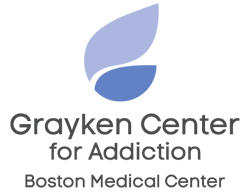 Grayken Center
for Addiction
Boston Medical Center